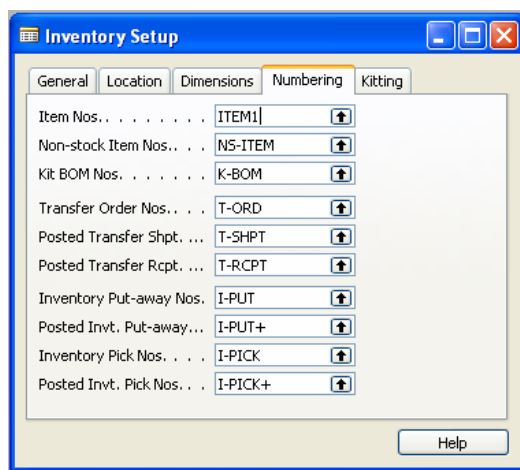 Inventory Setup
General Location Dimensions Numbering Kitting
Item Nos.. . . . . . . . ITEM1
Non-stock Item Nos.. . . NS-ITEM
Kit BOM Nos. . . . . . . K-BOM
Transfer Order Nos.. . . T-ORD
Posted Transfer Shpt. ... T-SHPT
Posted Transfer Rcpt. ... T-RCPT
Inventory Put-away Nos. I-PUT
Posted Invt. Put-away... I-PUT+
Inventory Pick Nos. . . . I-PICK
Posted Invt. Pick Nos. . . I-PICK+
Help